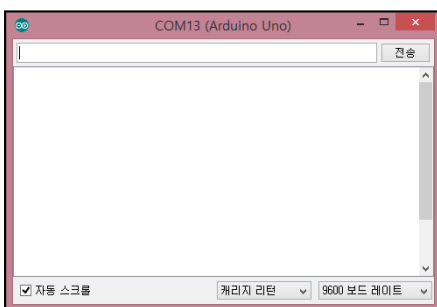 COM13 (Arduino Uno)
전송
자동 스크롤
캐리지 리턴
9600 보드 레이트